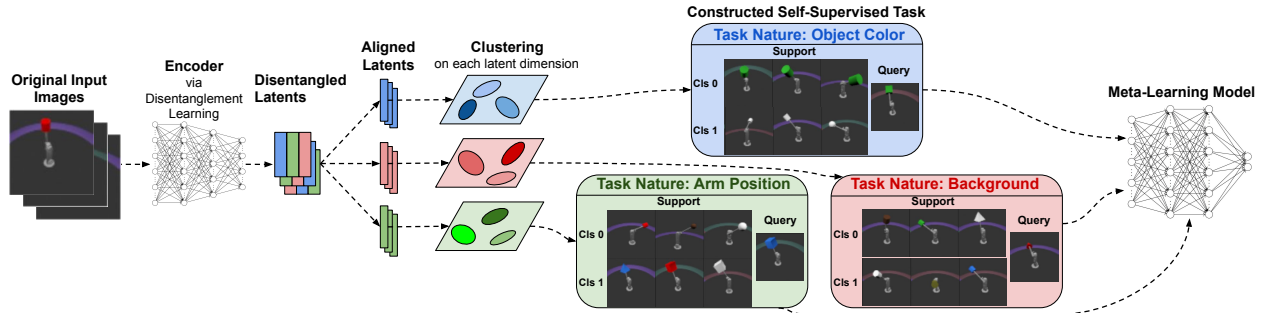 Original Input
Images
Encoder
via
Disentanglement
Learning
Disentangled
Latents
Aligned
Latents
Clustering
on each latent dimension
Constructed Self-Supervised Task
Task Nature: Object Color
Support
Cls 0
Query
Cls 1
Task Nature: Arm Position
Support
Cls 0
Query
Cls 1
Task Nature: Background
Support
Cls 0
Query
Cls 1
Meta-Learning Model